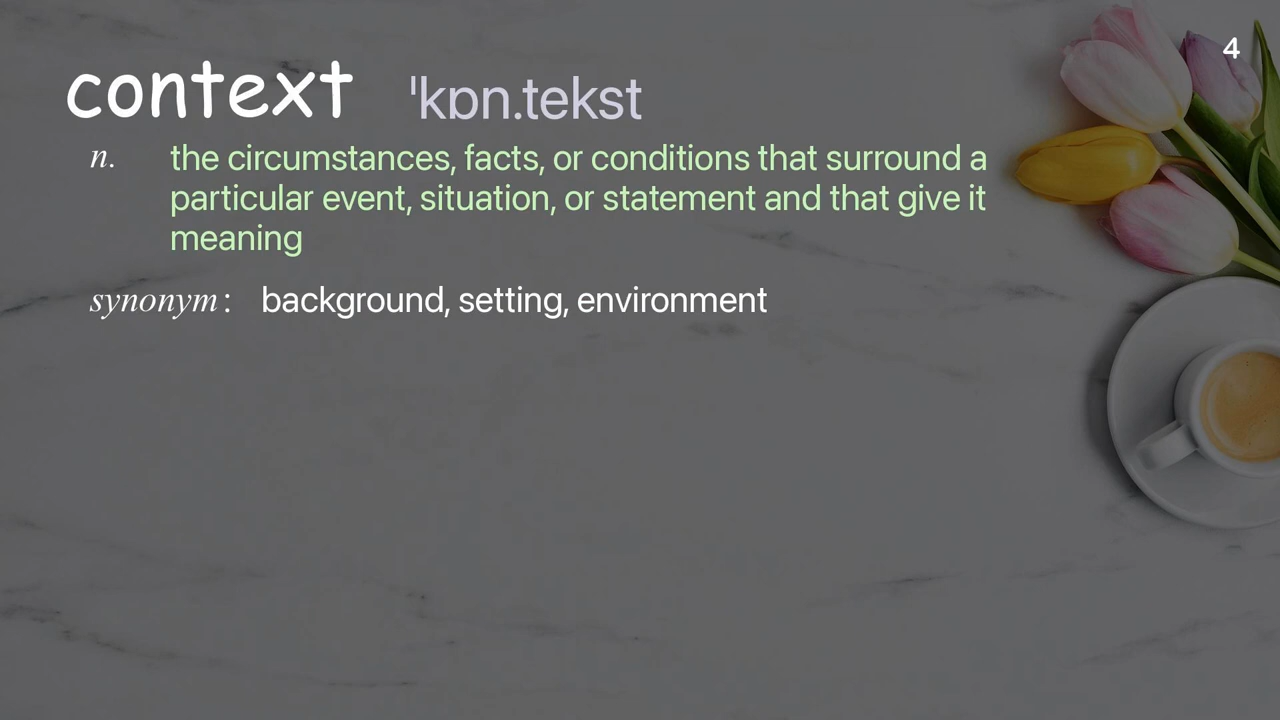 4
context ˈkɒn.tekst
n. the circumstances, facts, or conditions that surround a
particular event, situation, or statement and that give it
meaning
synonym : background, setting, environment